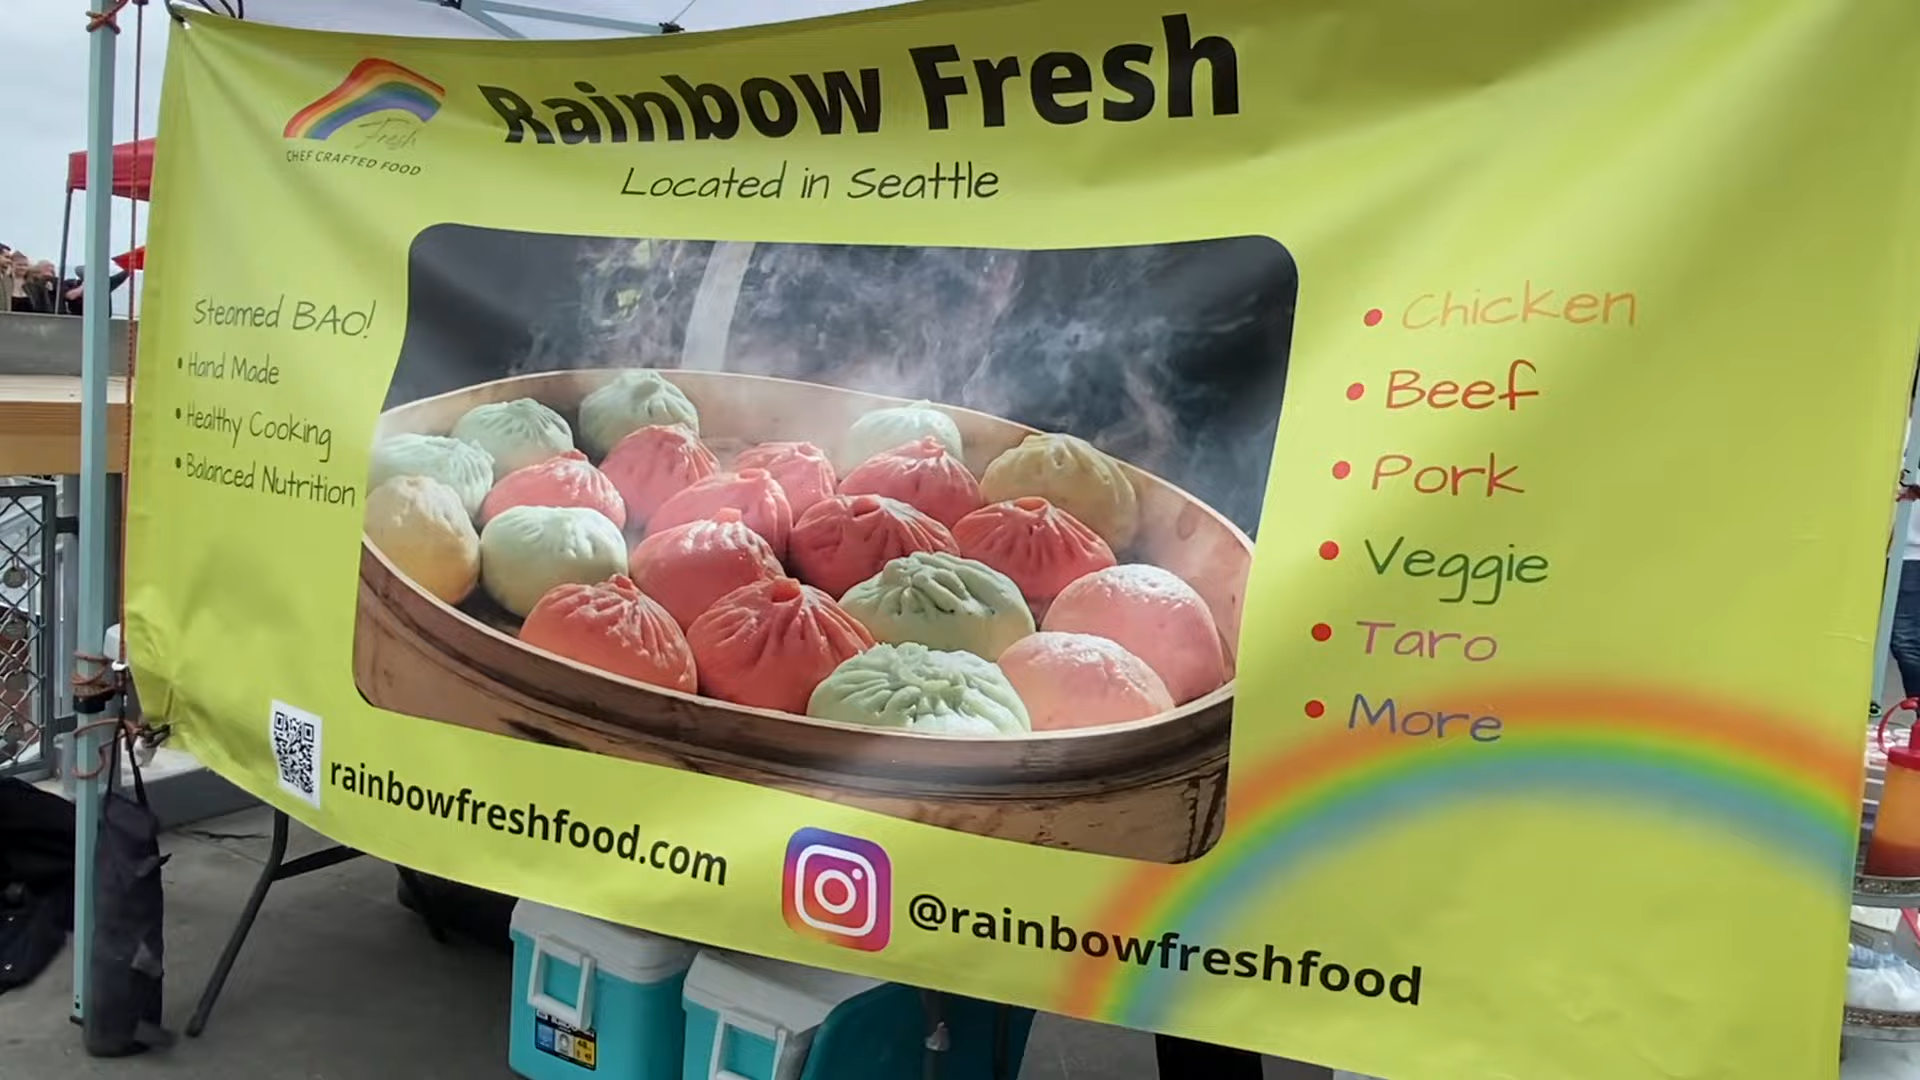 Rainbow Fresh
Fresh
CHEF CRAFTED FOOD
Located in Seattle
Steamed BAO!
• Hand Made
• Healthy Cooking
• Balanced Nutrition
• Chicken
• Beef
• Pork
• Veggie
• Taro
• More
rainbowfreshfood.com
@rainbowfreshfood